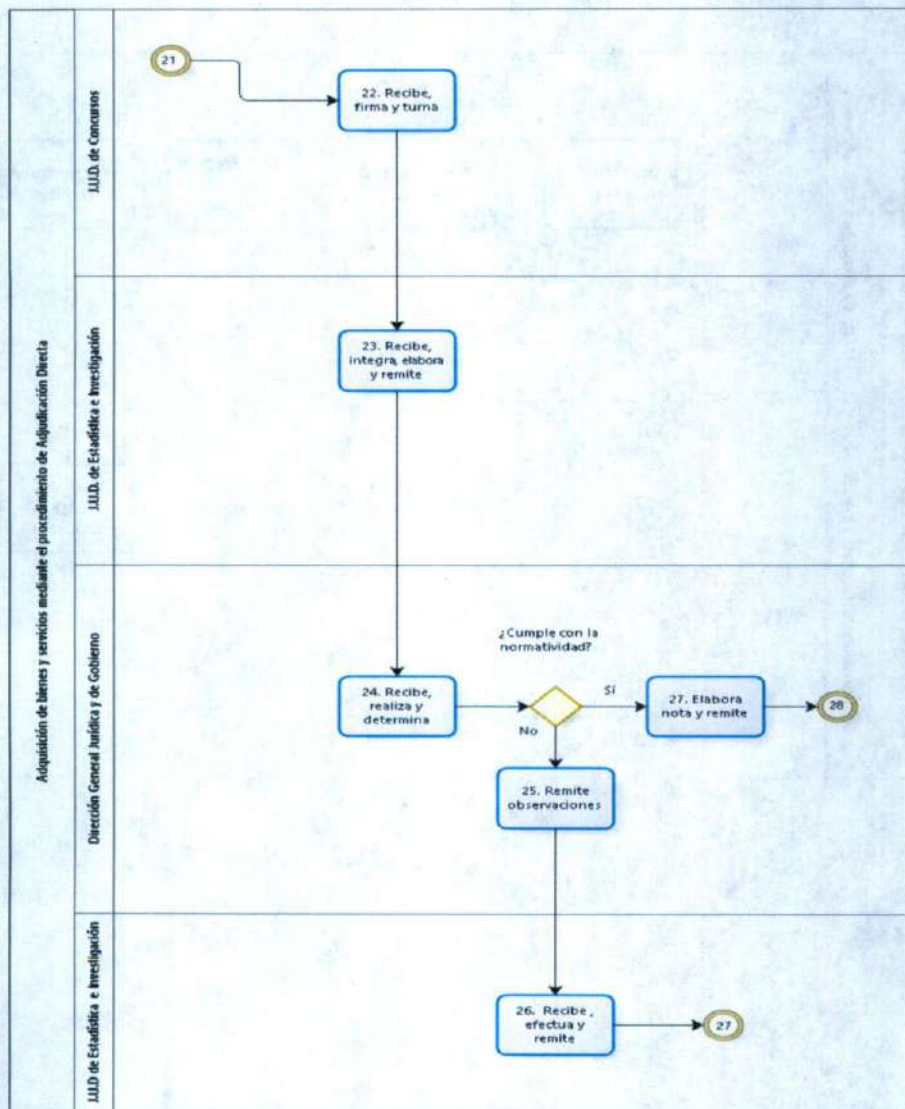 Adquisición de bienes y servicios mediante el procedimiento de Adjudicación Directa
J.U.D. de Concursos
21
22. Recibe,
firma y turna
J.U.D. de Estadística e Investigación
23. Recibe,
integra, elabora
y remite
Dirección General Jurídica y de Gobierno
¿Cumple con la
normatividad?
24. Recibe,
realiza y
determina
Sí
27. Elabora
nota y remite
28
No
25. Remite
observaciones
J.U.D de Estadística e Investigación
26. Recibe ,
efectua y
remite
27